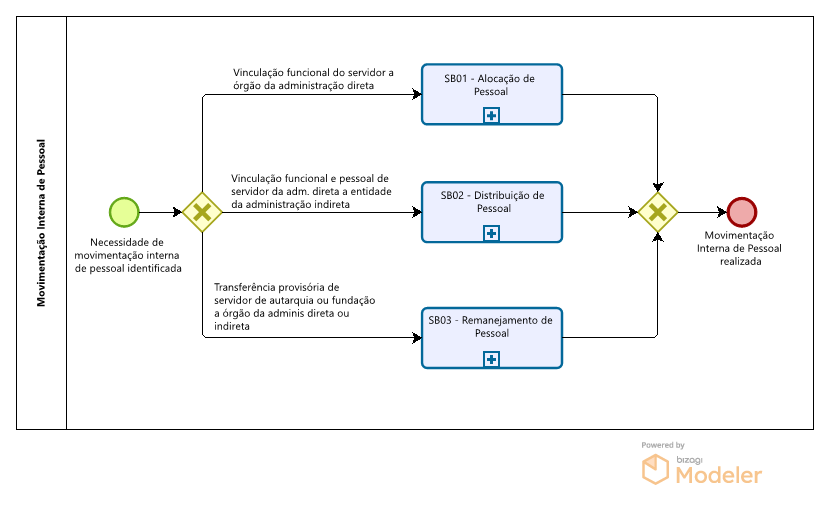 Movimentação Interna de Pessoal
Necessidade de
movimentação interna
de pessoal identificada
Vinculação funcional do servidor a
órgão da administração direta
SB01 - Alocação de
Pessoal
Vinculação funcional e pessoal de
servidor da adm. direta a entidade
da administração indireta
SB02 - Distribuição de
Pessoal
Transferência provisória de
servidor de autarquia ou fundação
a órgão da adminis direta ou
indireta
SB03 - Remanejamento de
Pessoal
Movimentação
Interna de Pessoal
realizada
Powered by
bizagi
Modeler